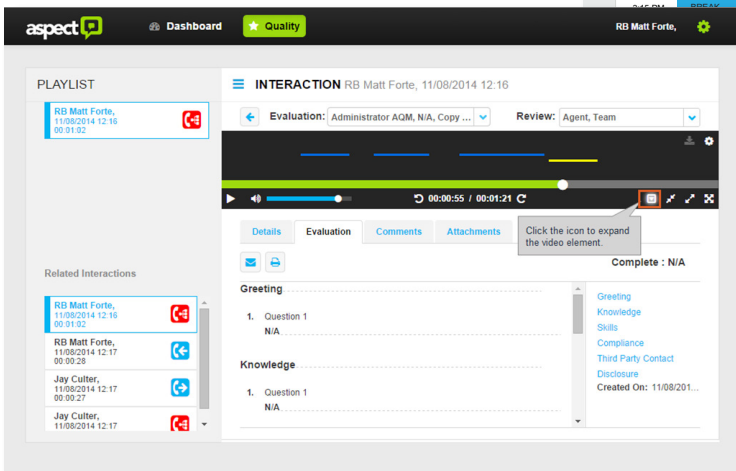 2:15 PM BREAK
aspect Dashboard Quality RB Matt Forte,
PLAYLIST
RB Matt Forte,
11/08/2014 12:16
00:01:02
Related Interactions
RB Matt Forte,
11/08/2014 12:16
00:01:02
RB Matt Forte,
11/08/2014 12:17
00:00:28
Jay Culter,
11/08/2014 12:17
00:00:27
Jay Culter,
11/08/2014 12:17
INTERACTION RB Matt Forte, 11/08/2014 12:16
Evaluation: Administrator AQM, N/A, Copy ... Review: Agent, Team
00:00:55 / 00:01:21
Click the icon to expand
the video element.
Details Evaluation Comments Attachments
Complete : N/A
Greeting
1. Question 1
N/A
Knowledge
1. Question 1
N/A
Greeting
Knowledge
Skills
Compliance
Third Party Contact
Disclosure
Created On: 11/08/201...